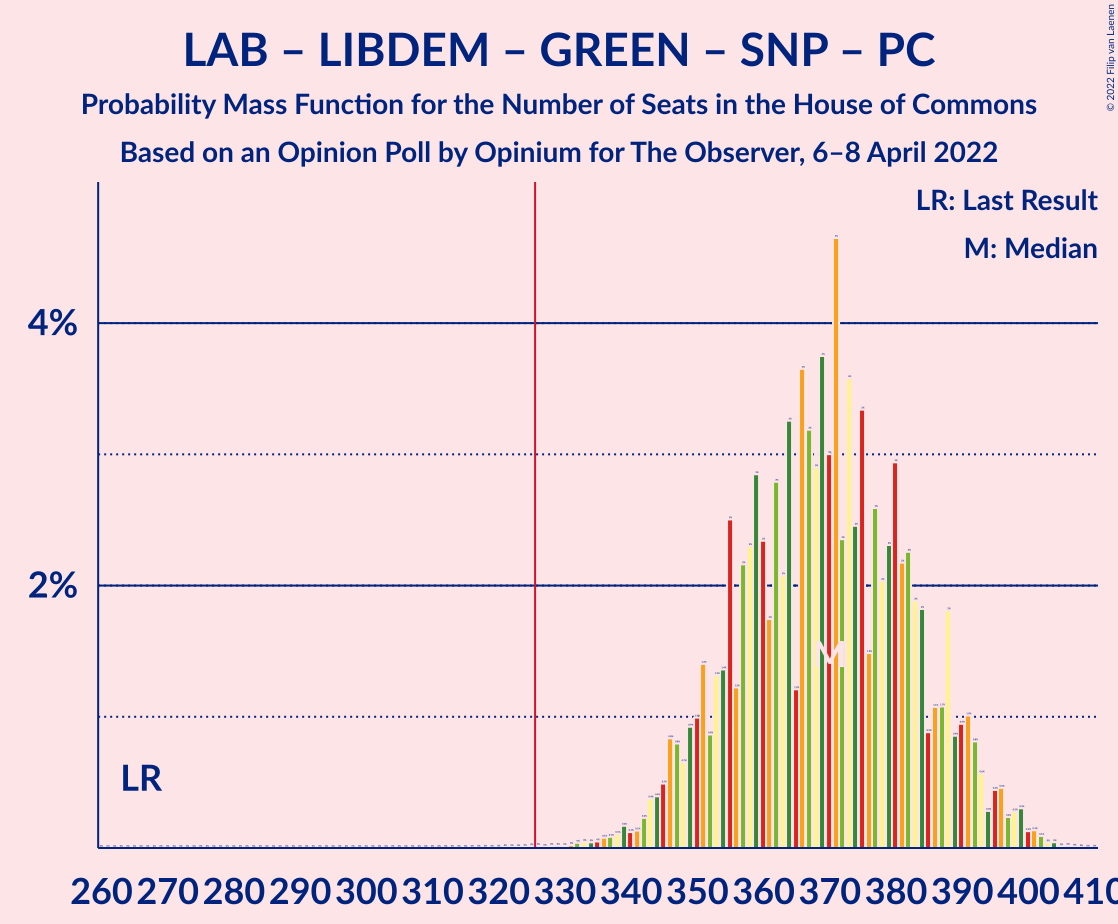 LAB – LIBDEM – GREEN – SNP – PC
Probability Mass Function for the Number of Seats in the House of Commons
Based on an Opinion Poll by Opinium for The Observer, 6–8 April 2022
© 2022 Filip van Laenen
LR: Last Result
M: Median
4%
2%
M
LR
260 270 280 290 300 310 320 330 340 350 360 370 380 390 400 410